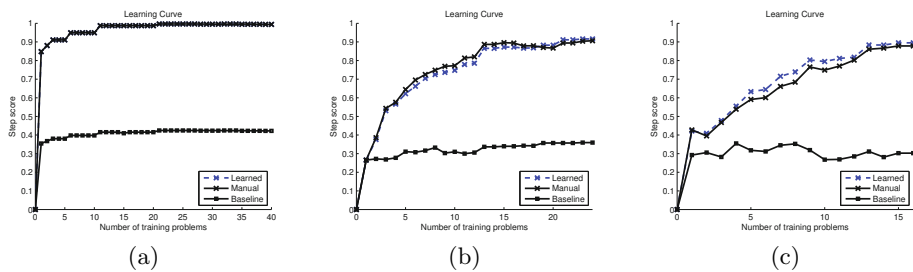 Learning Curve
1
0.9
0.8
0.7
0.6
0.5
0.4
0.3
0.2
0.1
0
Step score
0 5 10 15 20 25 30 35 40
Number of training problems
Learned
Manual
Baseline
(a)
Learning Curve
1
0.9
0.8
0.7
0.6
0.5
0.4
0.3
0.2
0.1
0
Step score
0 5 10 15 20
Number of training problems
Learned
Manual
Baseline
(b)
Learning Curve
1
0.9
0.8
0.7
0.6
0.5
0.4
0.3
0.2
0.1
0
Step score
0 5 10 15
Number of training problems
Learned
Manual
Baseline
(c)